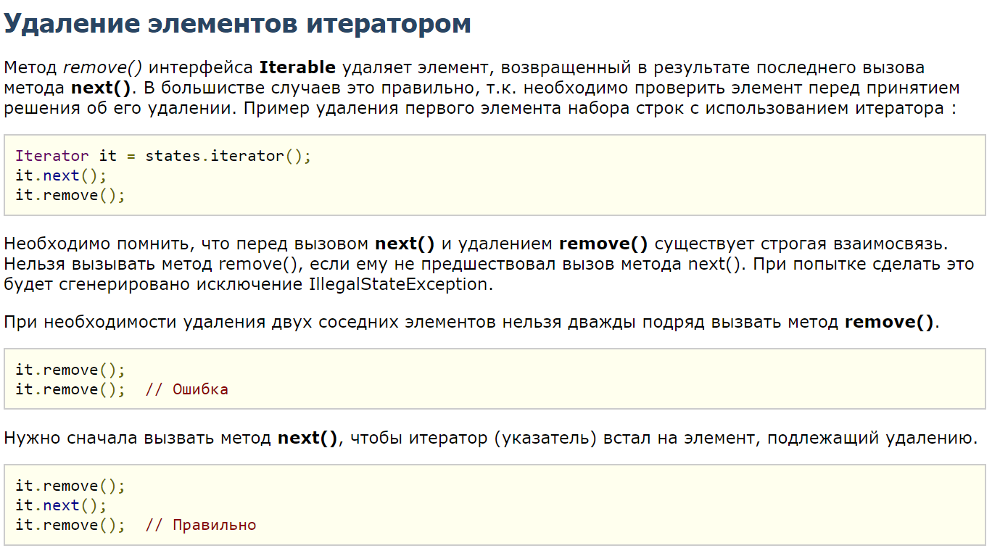 Удаление элементов итератором
Метод remove() интерфейса Iterable удаляет элемент, возвращенный в результате последнего вызова
метода next(). В большистве случаев это правильно, т.к. необходимо проверить элемент перед принятием
решения об его удалении. Пример удаления первого элемента набора строк с использованием итератора :
Iterator it = states.iterator();
it.next();
it.remove();
Необходимо помнить, что перед вызовом next() и удалением remove() существует строгая взаимосвязь.
Нельзя вызывать метод remove(), если ему не предшествовал вызов метода next(). При попытке сделать это
будет сгенерировано исключение IllegalStateException.
При необходимости удаления двух соседних элементов нельзя дважды подряд вызвать метод remove().
it.remove();
it.remove();  // Ошибка
Нужно сначала вызвать метод next(), чтобы итератор (указатель) встал на элемент, подлежащий удалению.
it.remove();
it.next();
it.remove();  // Правильно